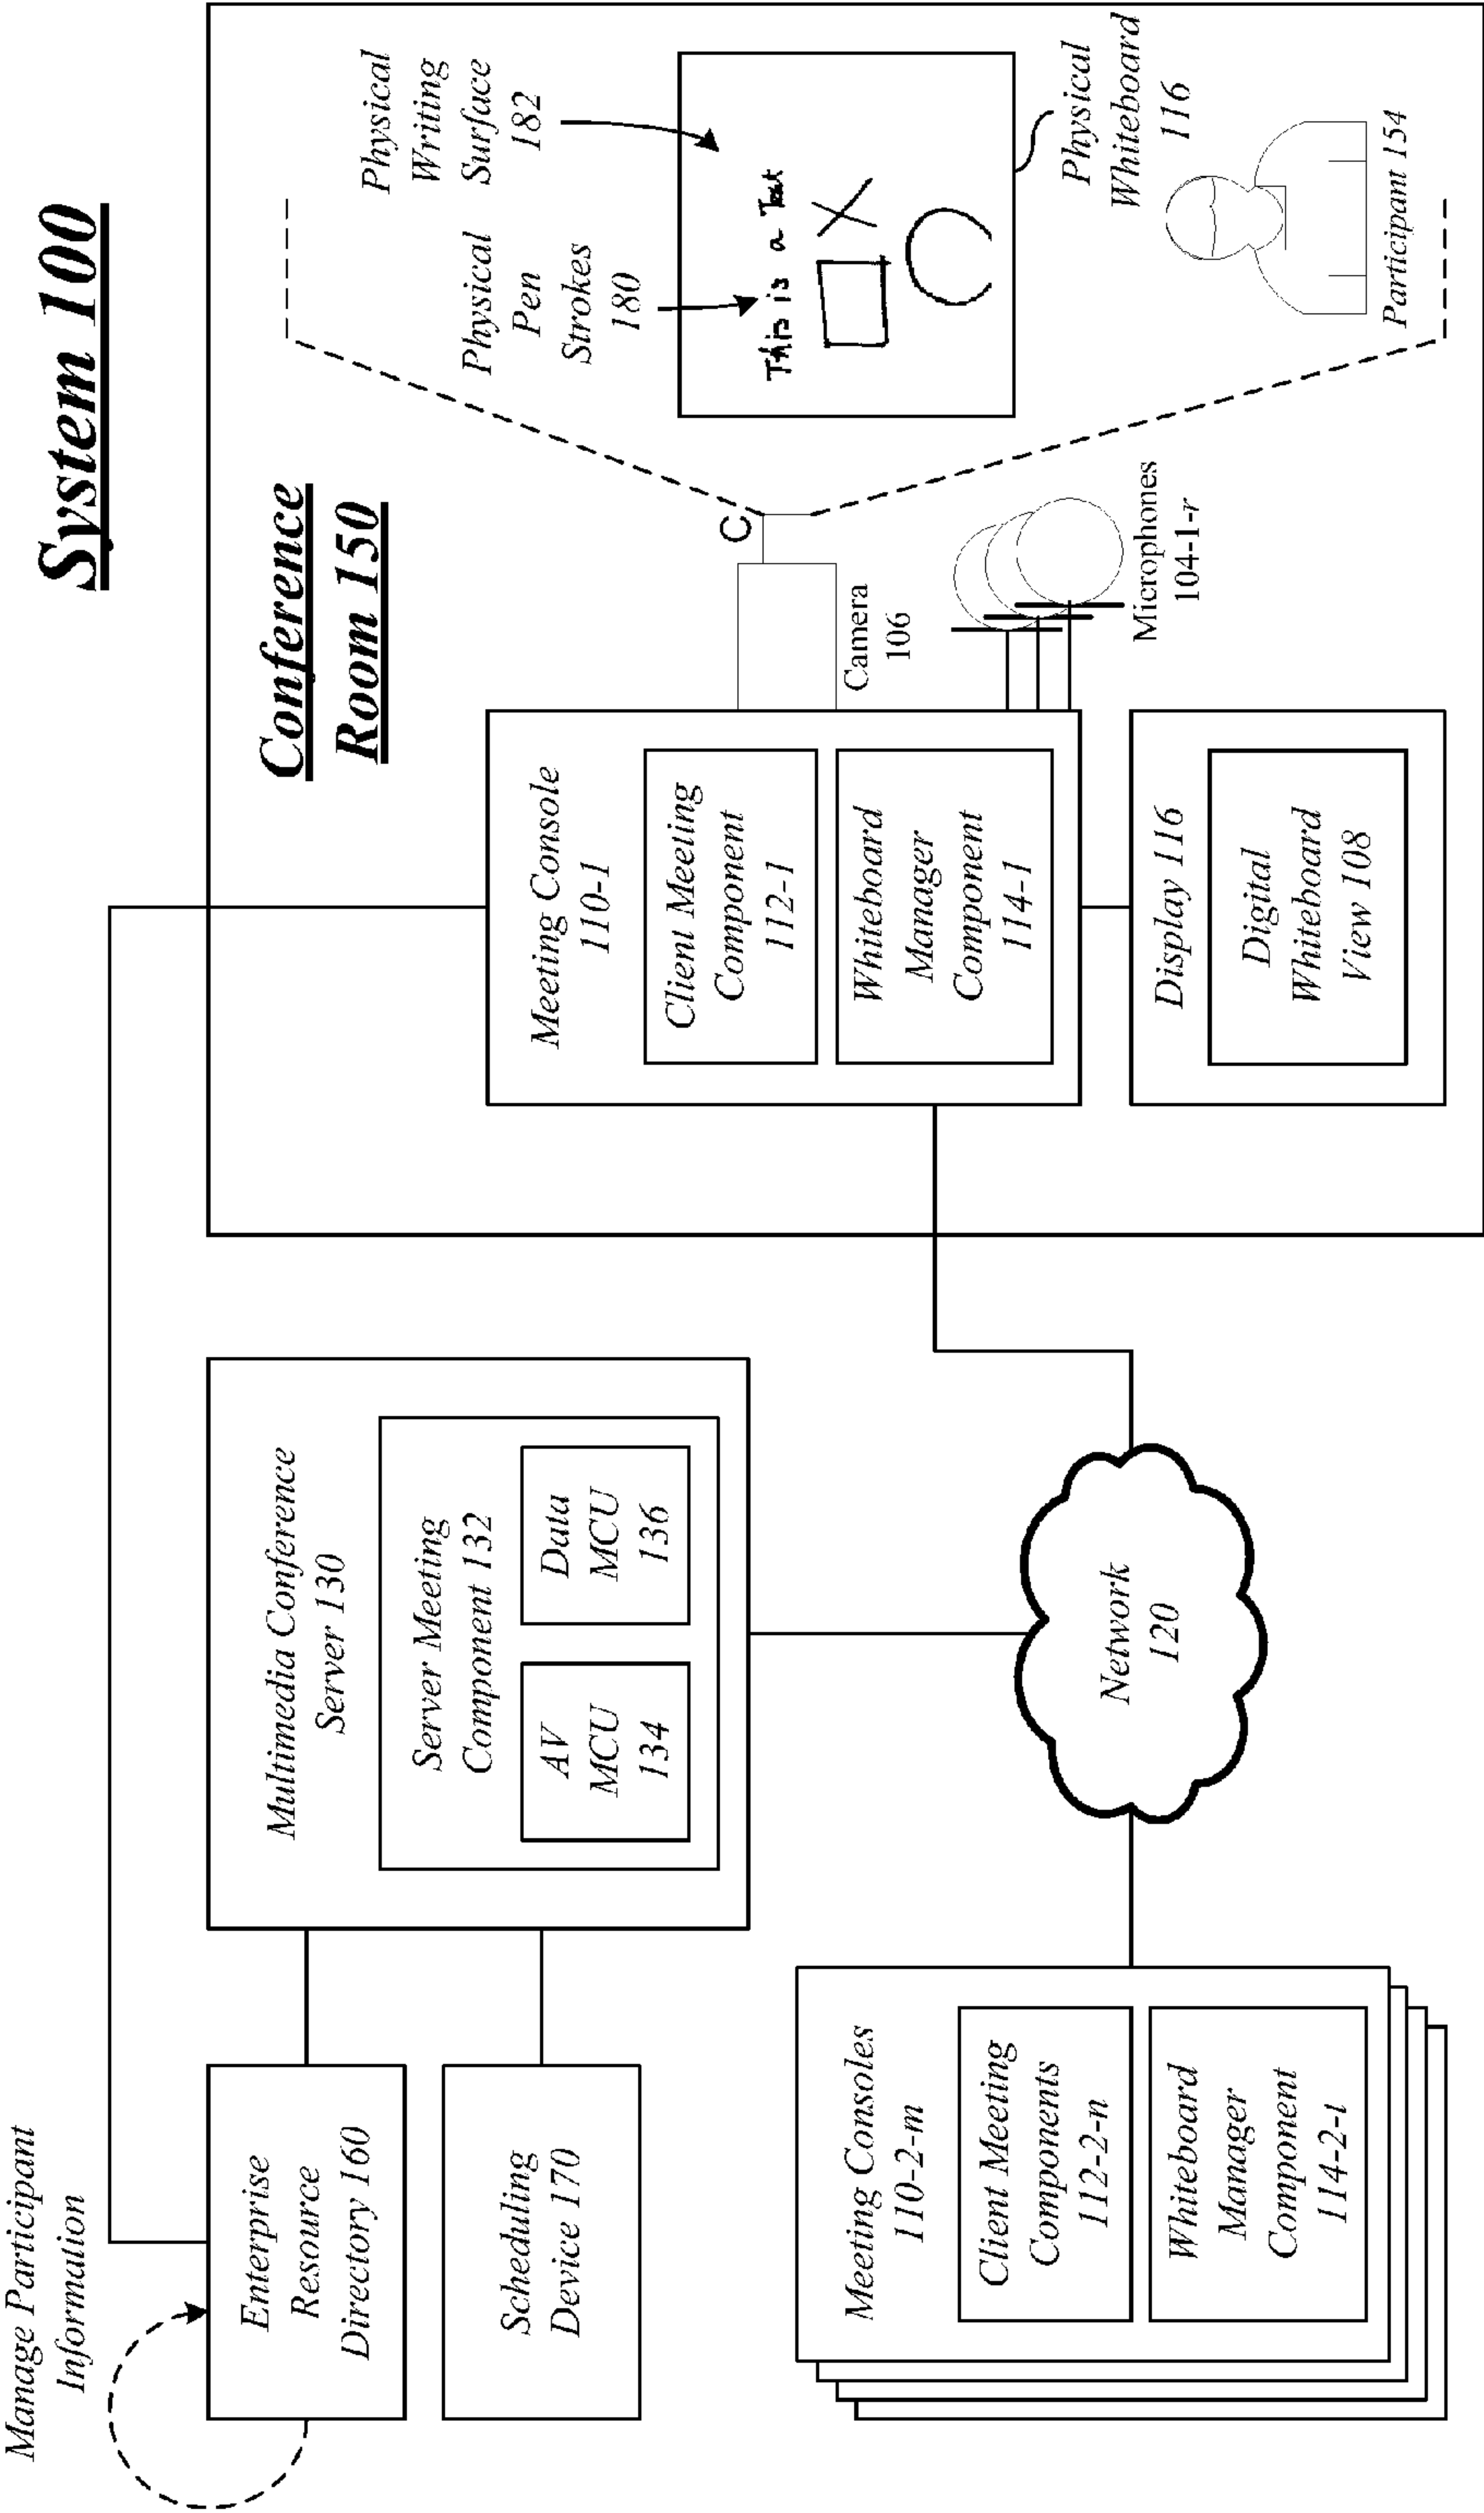 System 100
Manage Participant
Information
Enterprise
Resource
Directory 160
Scheduling
Device 170
Multimedia Conference
Server 130
Server Meeting
Component 132
AV
MCU
134
Data
MCU
136
Meeting Consoles
110-2-m
Client Meeting
Components
112-2-n
Whiteboard
Manager
Component
114-2-t
Network
120
Conference
Room 150
Meeting Console
110-1
Client Meeting
Component
112-1
Whiteboard
Manager
Component
114-1
Display 116
Digital
Whiteboard
View 108
Camera
106
Microphones
104-1-r
Physical
Pen
Strokes
180
Physical
Writing
Surface
182
This is a Test
Physical
Whiteboard
116
Participant 154